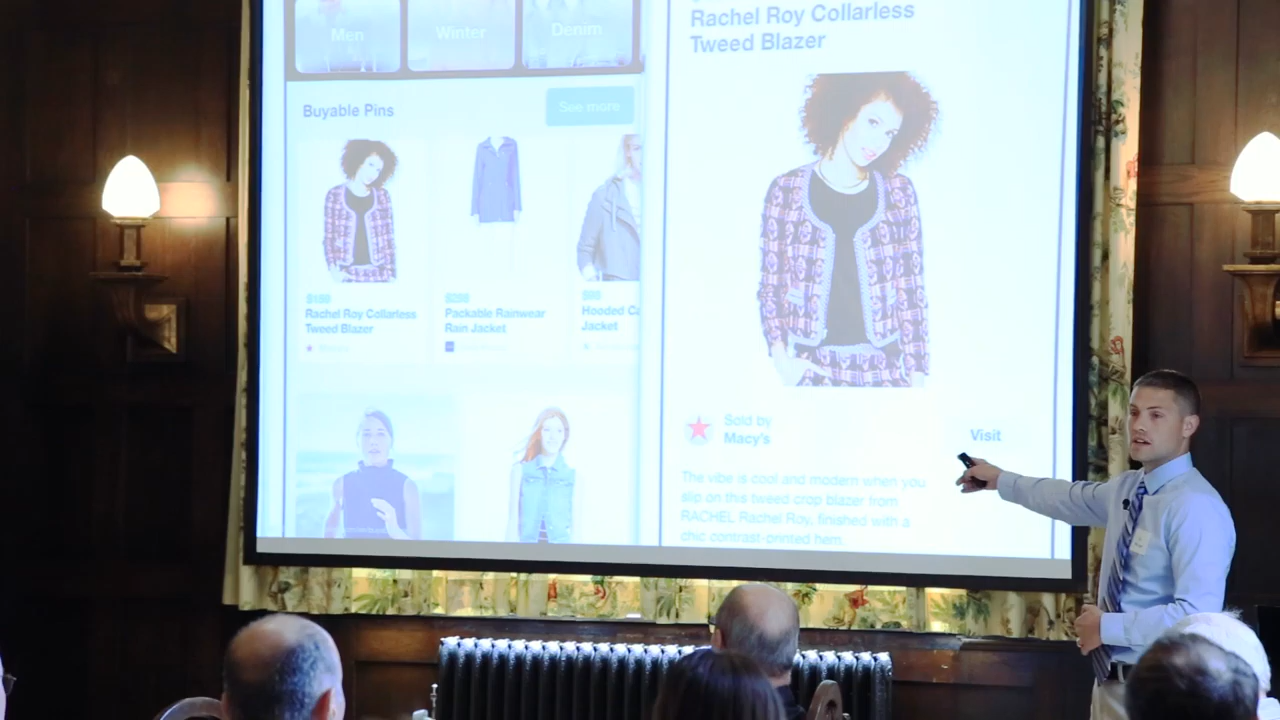 Men
Winter
Denim
Buyable Pins
See more
$189
Rachel Roy Collarless
Tweed Blazer
Packable Rainwear
Rain Jacket
$98
Hooded
Jacket
Rachel Roy Collarless
Tweed Blazer
Sold by
Macy's
Visit
The vibe is cool and modern when you
slip on this tweed crop blazer from
RACHEL Rachel Roy, finished with a
chic contrast-printed hem.